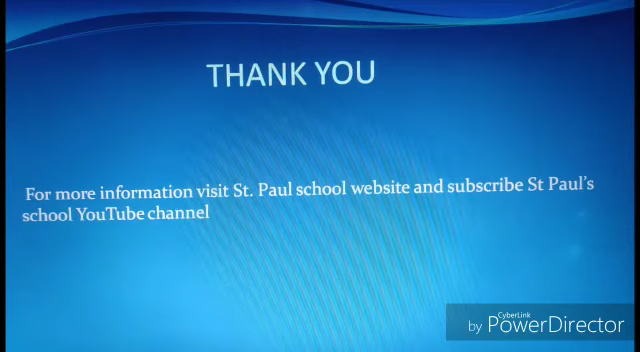 THANK YOU
For more information visit St. Paul school website and subscribe St Paul's
school YouTube channel
CyberLink
by PowerDirector